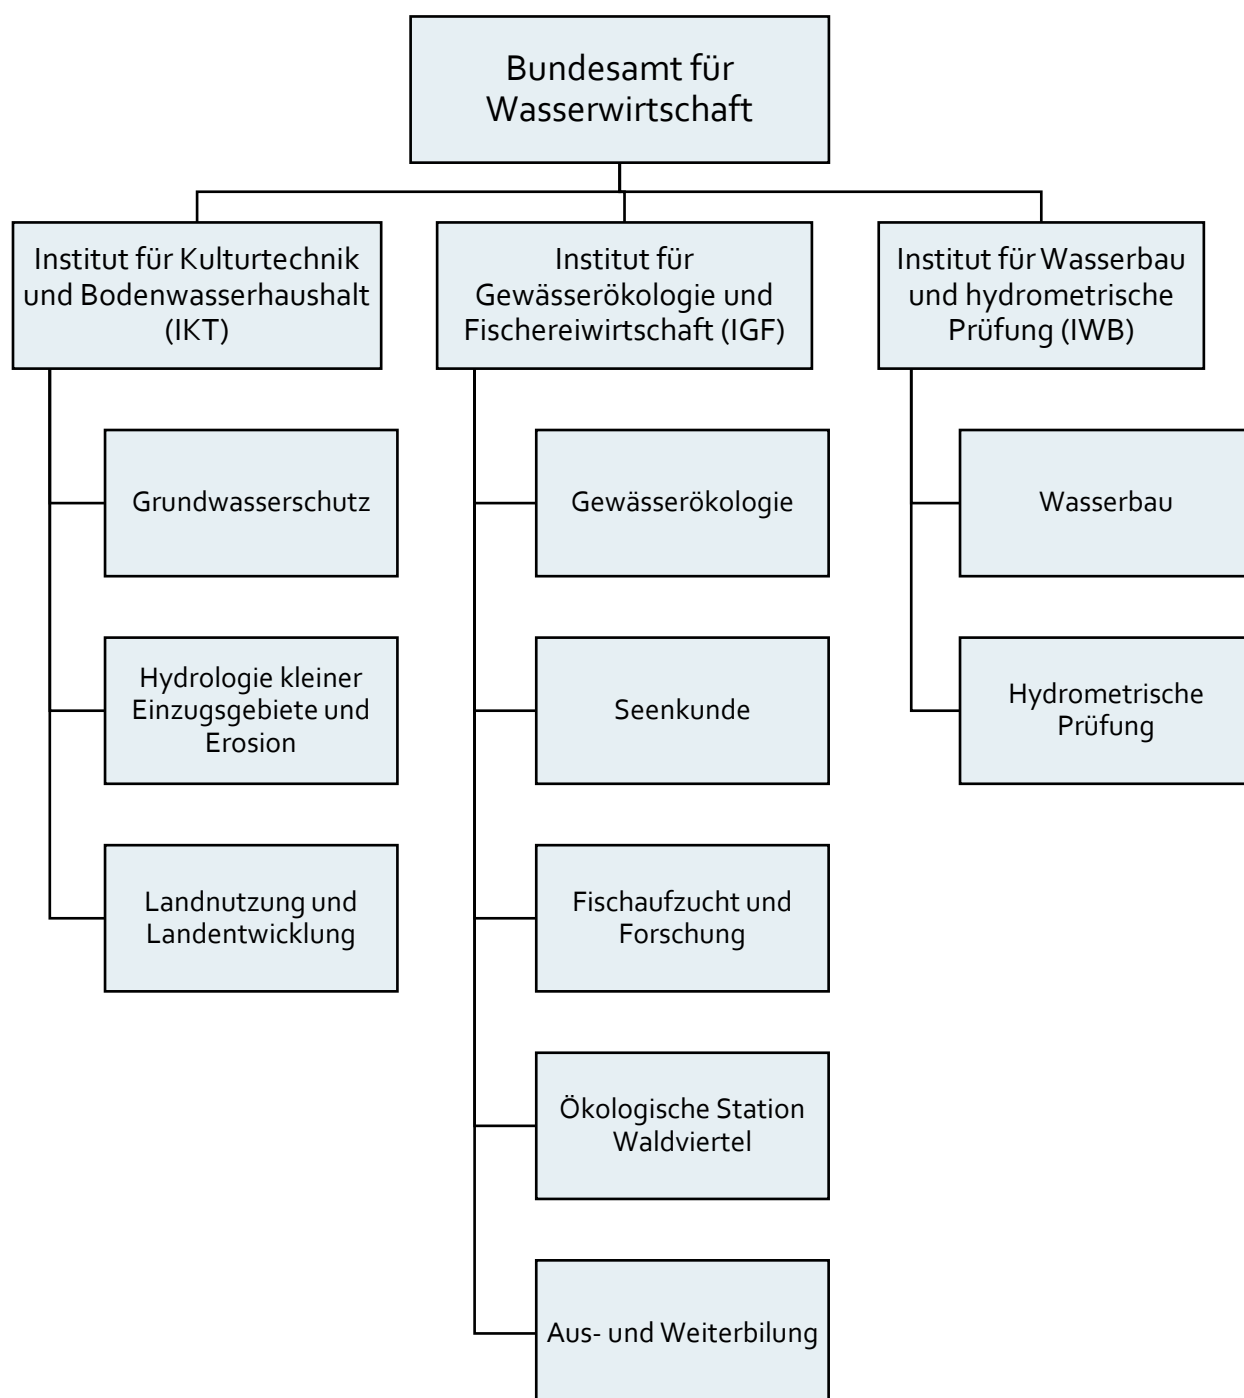 Bundesamt für
Wasserwirtschaft
Institut für Kulturtechnik
und Bodenwasserhaushalt
(IKT)
Institut für
Gewässerökologie und
Fischereiwirtschaft (IGF)
Institut für Wasserbau
und hydrometrische
Prüfung (IWB)
Grundwasserschutz
Hydrologie kleiner
Einzugsgebiete und
Erosion
Landnutzung und
Landentwicklung
Gewässerökologie
Seenkunde
Fischaufzucht und
Forschung
Ökologische Station
Waldviertel
Aus- und Weiterbilung
Wasserbau
Hydrometrische
Prüfung